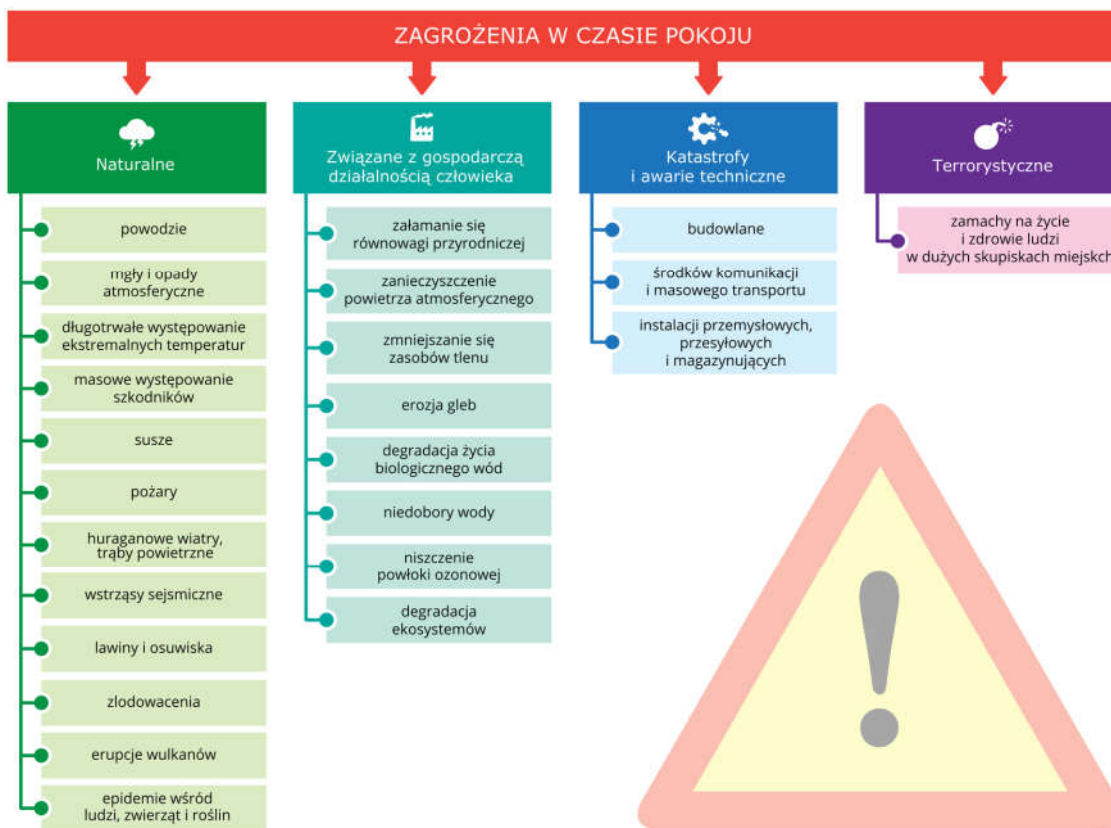 ZAGROŻENIA W CZASIE POKOJU
Naturalne
powodzie
mgły i opady
atmosferyczne
długotrwałe występowanie
ekstremalnych temperatur
masowe występowanie
szkodników
susze
pożary
huraganowe wiatry,
trąby powietrzne
wstrząsy sejsmiczne
lawiny i osuwiska
zlodowacenia
erupcje wulkanów
epidemie wśród
ludzi, zwierząt i roślin
Związane z gospodarczą
działalnością człowieka
załamanie się
równowagi przyrodniczej
zanieczyszczenie
powietrza atmosferycznego
zmniejszanie się
zasobów tlenu
erozja gleb
degradacja życia
biologicznego wód
niedobory wody
niszczenie
powłoki ozonowej
degradacja
ekosystemów
Katastrofy
i awarie techniczne
budowlane
środków komunikacji
i masowego transportu
instalacji przemysłowych,
przesyłowych
i magazynujących
Terrorystyczne
zamachy na życie
i zdrowie ludzi
w dużych skupiskach miejskch
!